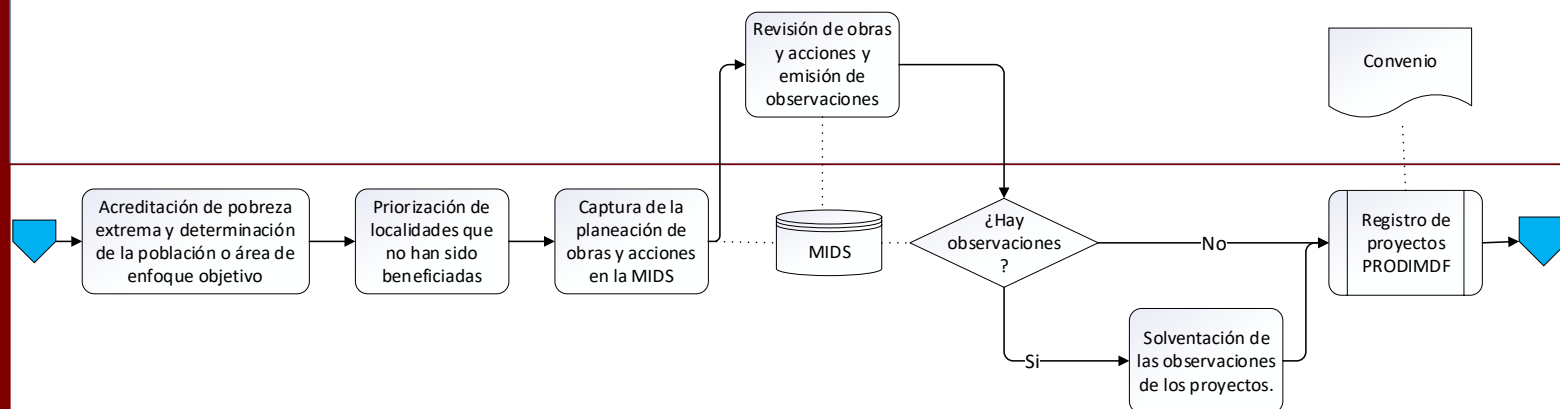 Revisión de obras
y acciones y
emisión de
observaciones
Convenio
Acreditación de pobreza
extrema y determinación
de la población o área de
enfoque objetivo
Priorización de
localidades que
no han sido
beneficiadas
Captura de la
planeación de
obras y acciones
en la MIDS
MIDS
¿Hay
observaciones
?
No
Si
Solventación de
las observaciones
de los proyectos.
Registro de
proyectos
PRODIMDF